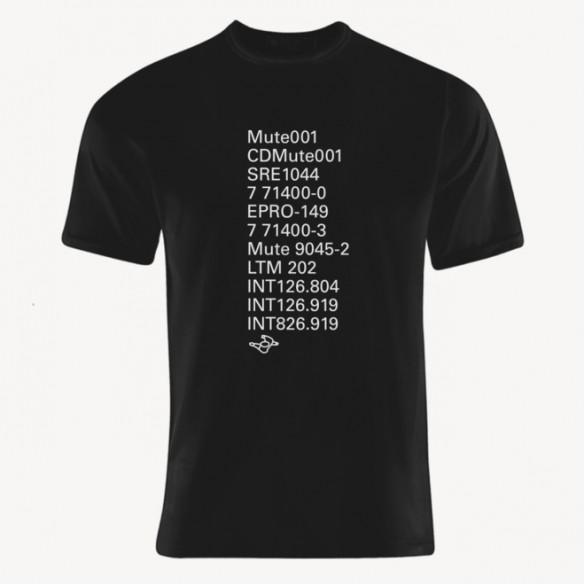 Mute001
CDMute001
SRE1044
7 71400-0
EPRO-149
7 71400-3
Mute 9045-2
LTM 202
INT126.804
INT126.919
INT826.919